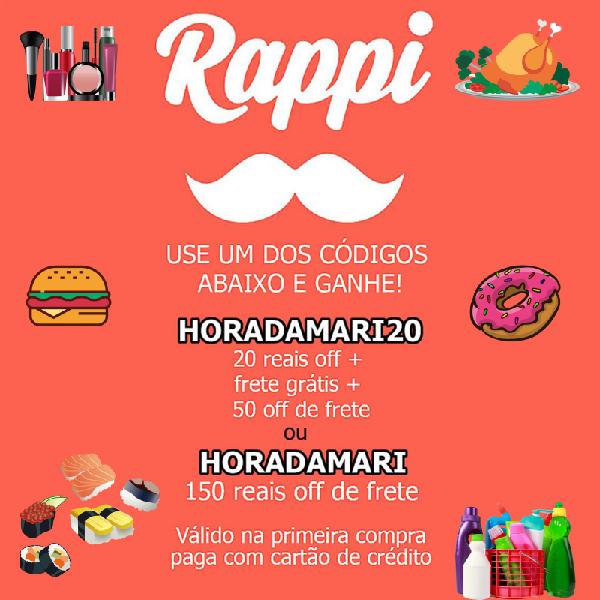 Rappi
USE UM DOS CÓDIGOS
ABAIXO E GANHE!
HORADAMARI20
20 reais off +
frete grátis +
50 off de frete
ou
HORADAMARI
150 reais off de frete
Válido na primeira compra
paga com cartão de crédito